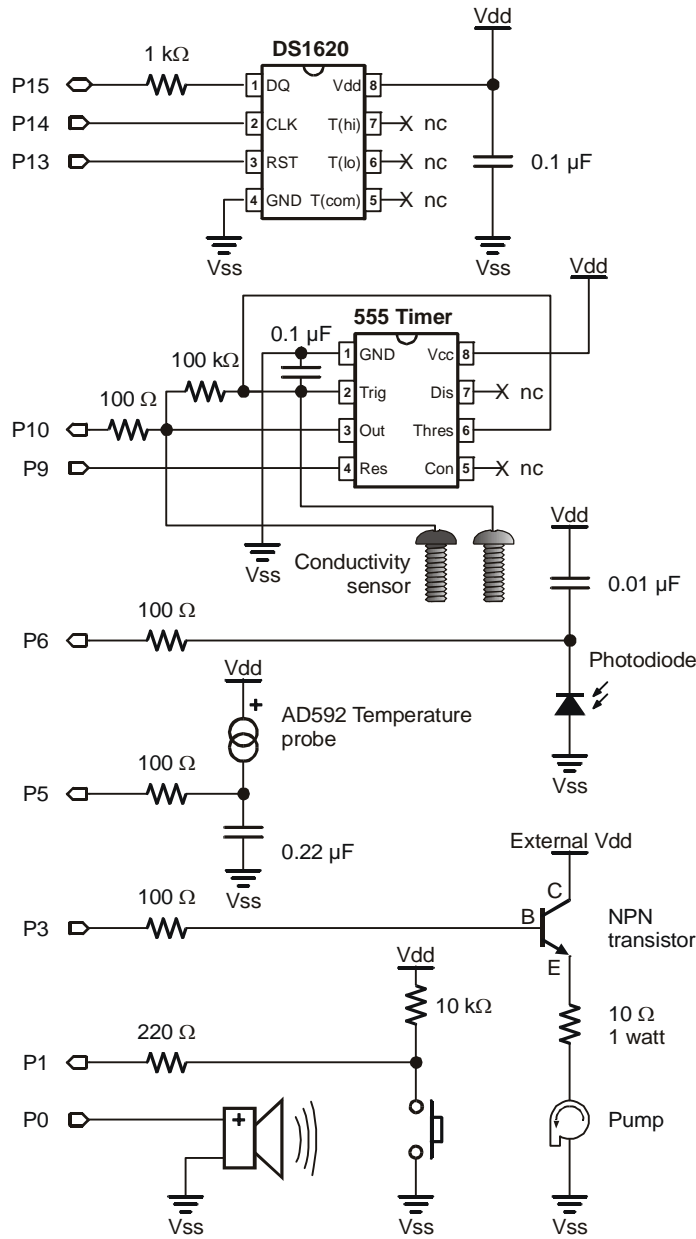 Vdd
DS1620
1 kΩ
P15
1 DQ
Vdd 8
P14
2 CLK
T(hi) 7
X nc
P13
3 RST
T(lo) 6
X nc
0.1 µF
4 GND
T(com) 5
X nc
Vss
Vss
Vdd
555 Timer
0.1 µF
1 GND
Vcc 8
100 kΩ
2 Trig
Dis 7
X nc
100 Ω
P10
3 Out
Thres 6
P9
4 Res
Con 5
X nc
Vss
Conductivity
sensor
Vdd
0.01 µF
100 Ω
P6
Photodiode
Vdd
+
AD592 Temperature
probe
100 Ω
P5
Vss
0.22 µF
Vss
External Vdd
100 Ω
C
P3
B
NPN
transistor
E
Vdd
10 kΩ
10 Ω
1 watt
220 Ω
P1
P0
+
Pump
Vss
Vss
Vss